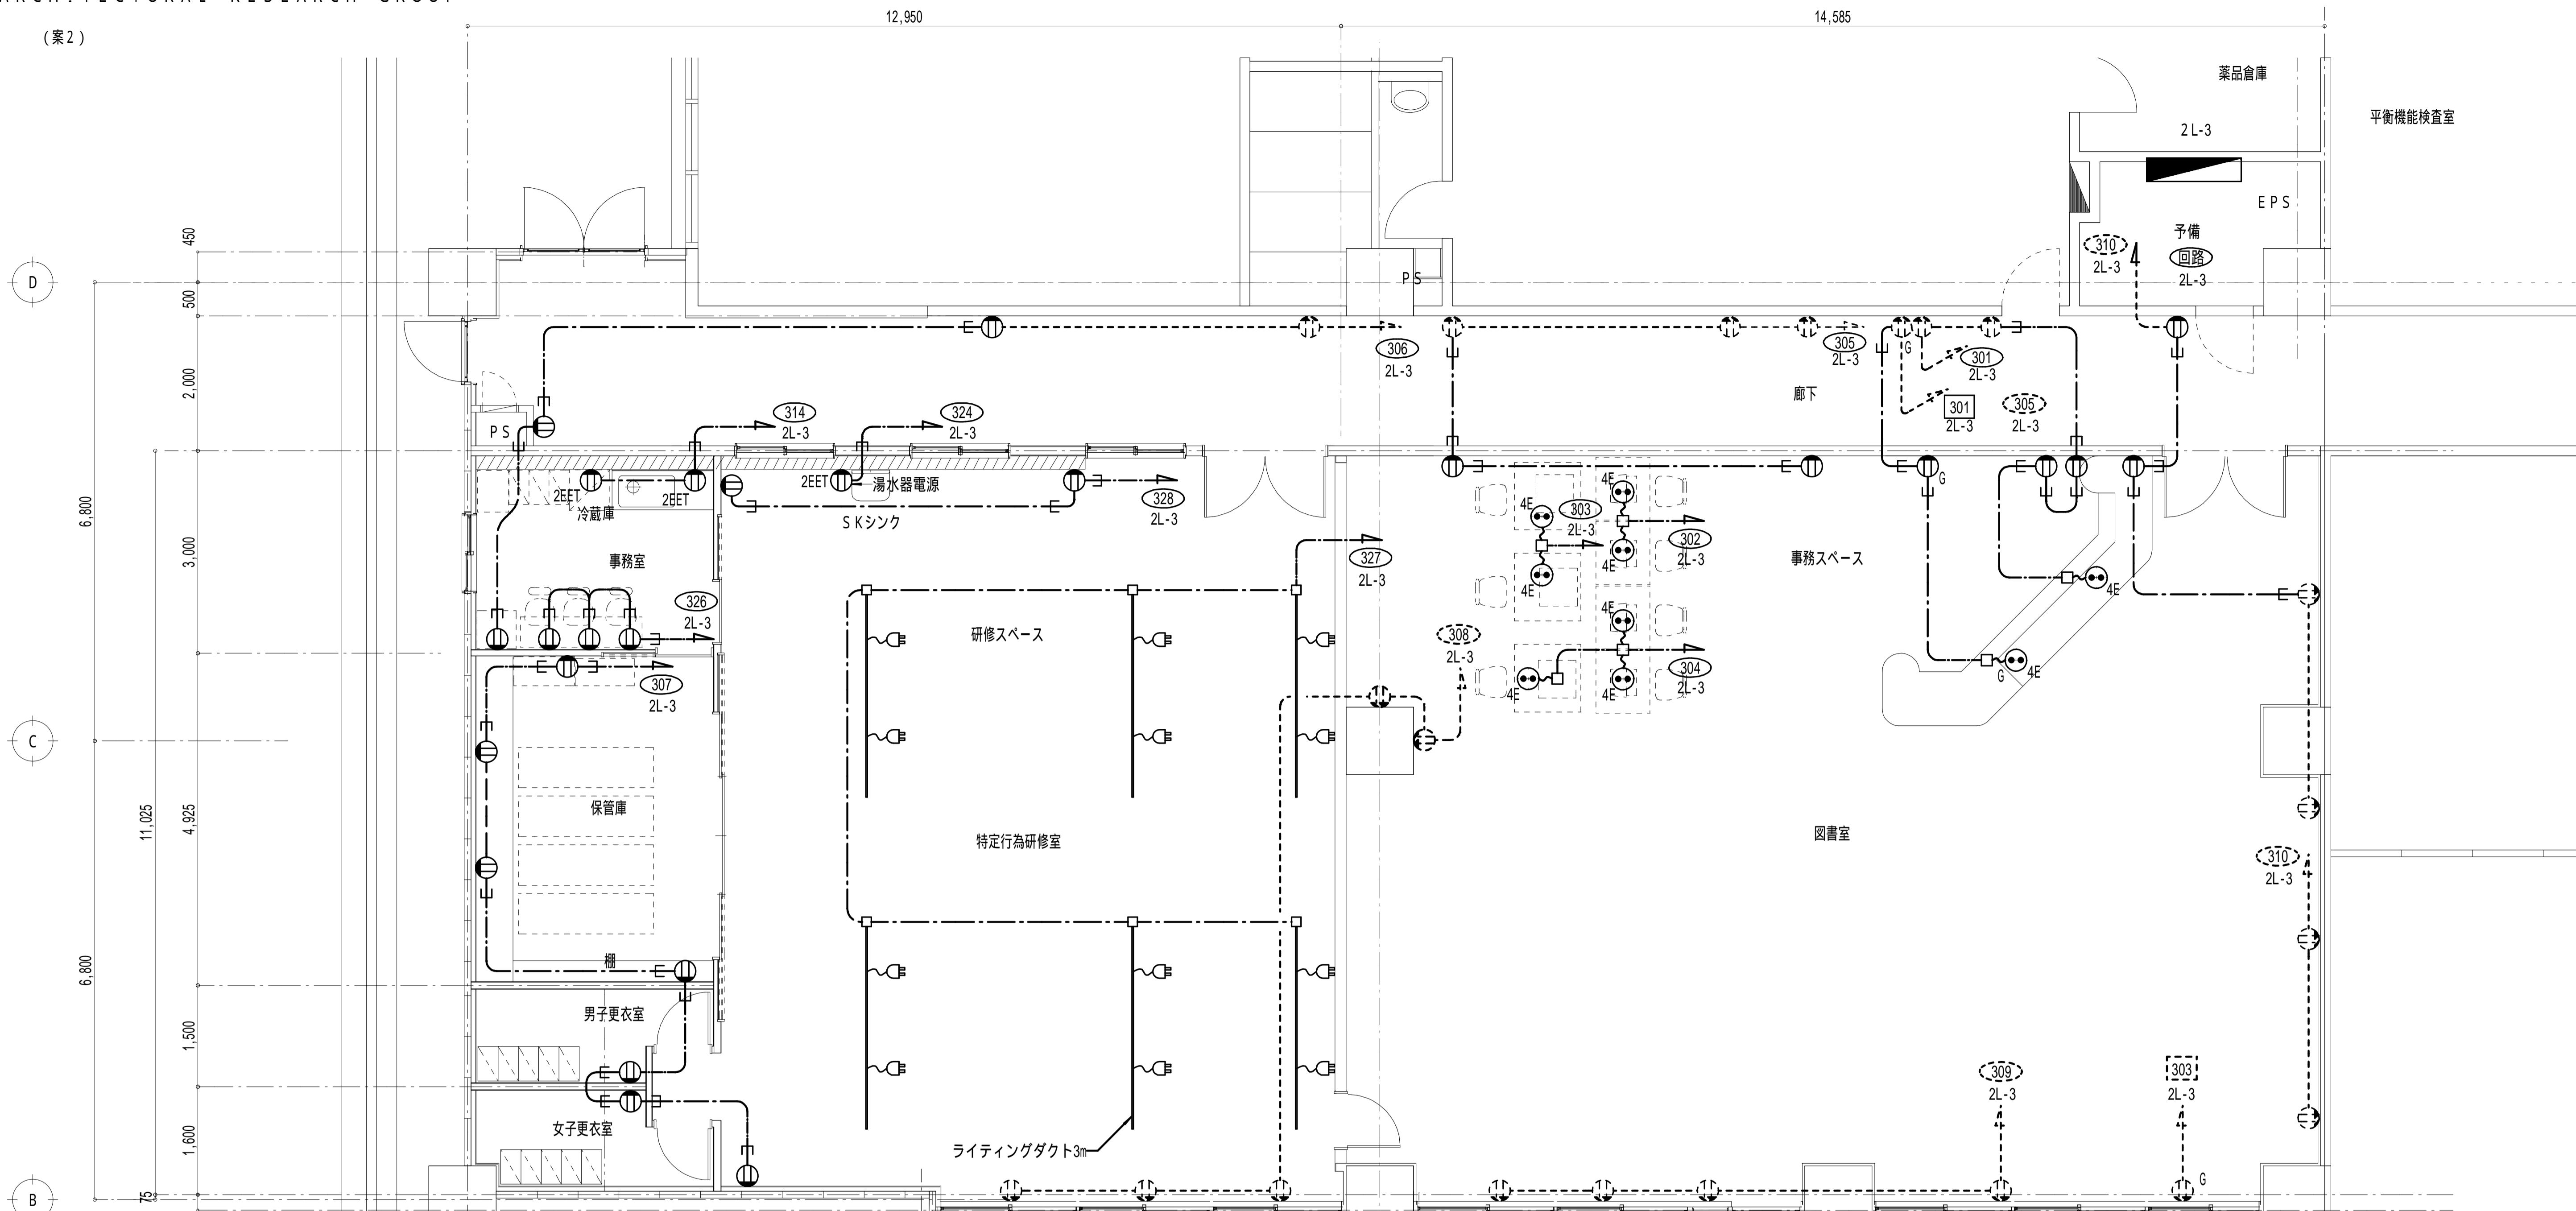 ARCHITECTURAL RESEARCH GROUP
(案2)
12,950
14,585
薬品倉庫
平衡機能検査室
2L-3
EPS
予備
回路
2L-3
310
2L-3
450
D
500
2,000
PS
306
2L-3
305
2L-3
G
301
2L-3
廊下
301
2L-3
305
2L-3
314
2L-3
324
2L-3
PS
2EET
2EET
冷蔵庫
2EET
湯水器電源
328
2L-3
SKシンク
6,800
3,000
事務室
G
4E
4E
303
2L-3
302
2L-3
4E
4E
327
2L-3
事務スペース
4E
326
2L-3
研修スペース
4E
308
2L-3
304
2L-3
4E
4E
G
4E
307
2L-3
C
11,025
4,925
保管庫
特定行為研修室
図書室
310
2L-3
6,800
棚
男子更衣室
1,500
309
2L-3
303
2L-3
女子更衣室
1,600
ライティングダクト3m
G
75
B